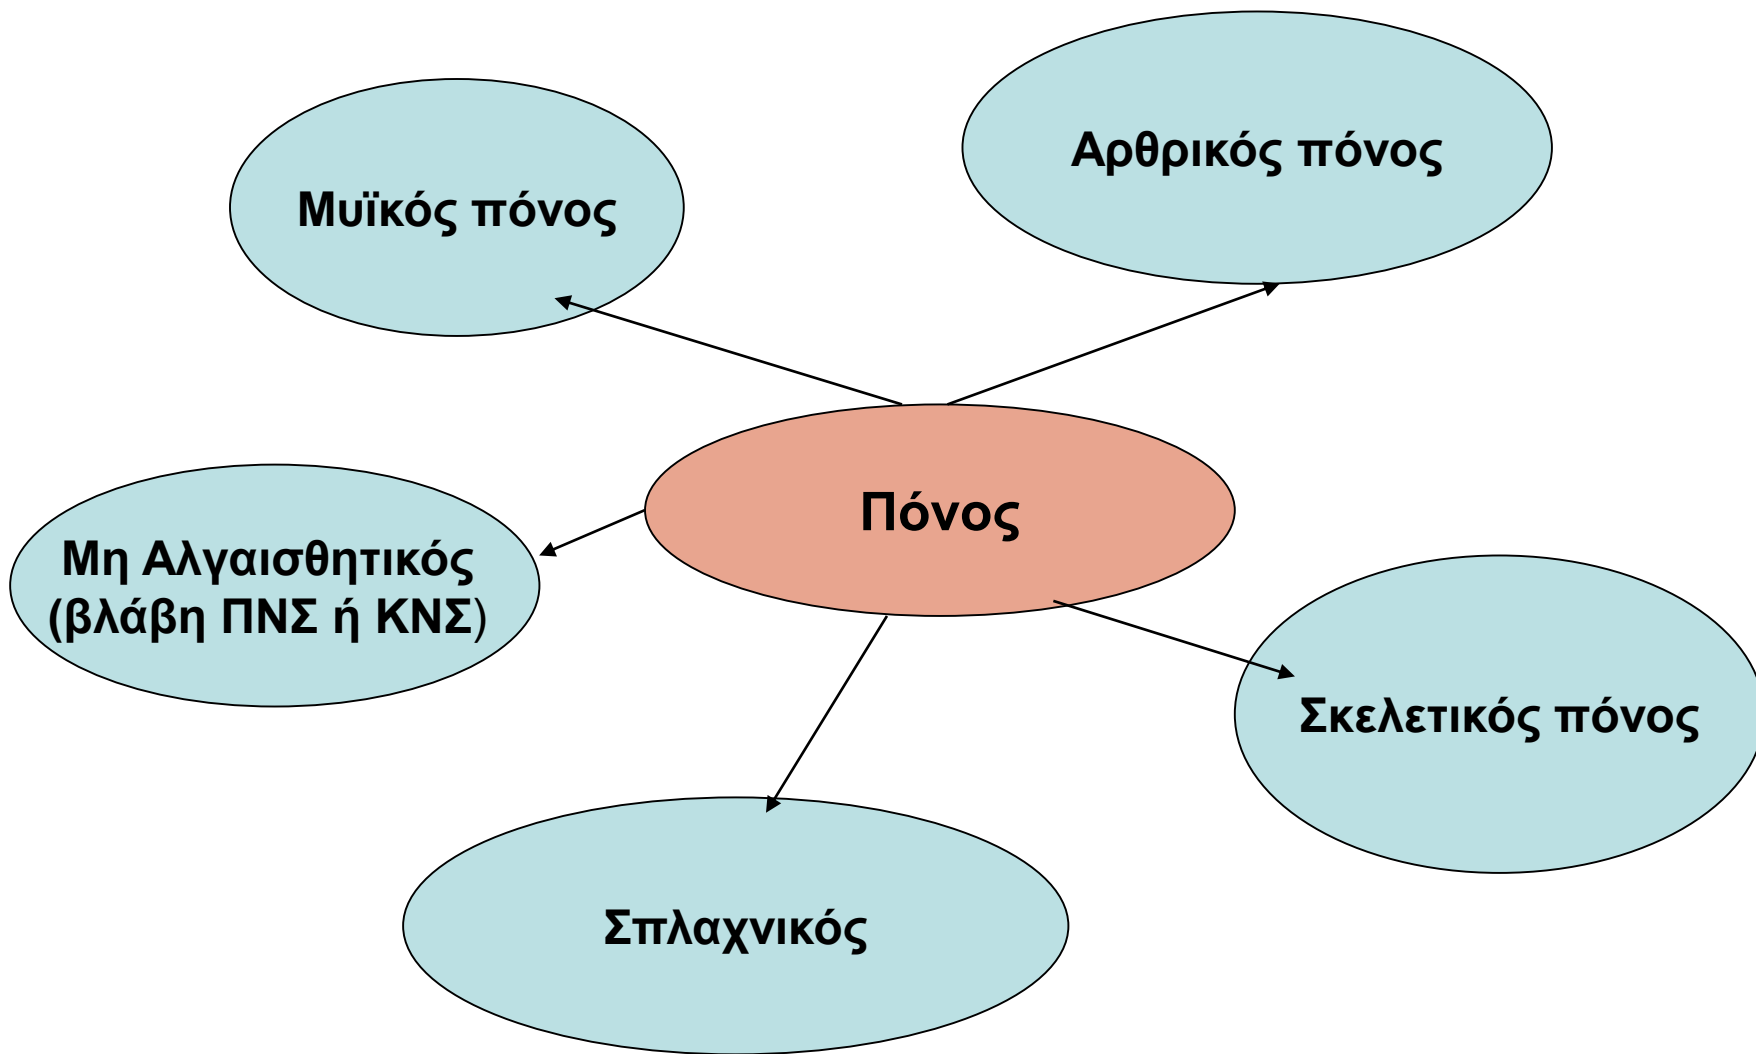 Αρθρικός πόνος
Μυϊκός πόνος
Πόνος
Μη Αλγαισθητικός
(βλάβη ΠΝΣ ή ΚΝΣ)
Σκελετικός πόνος
Σπλαχνικός